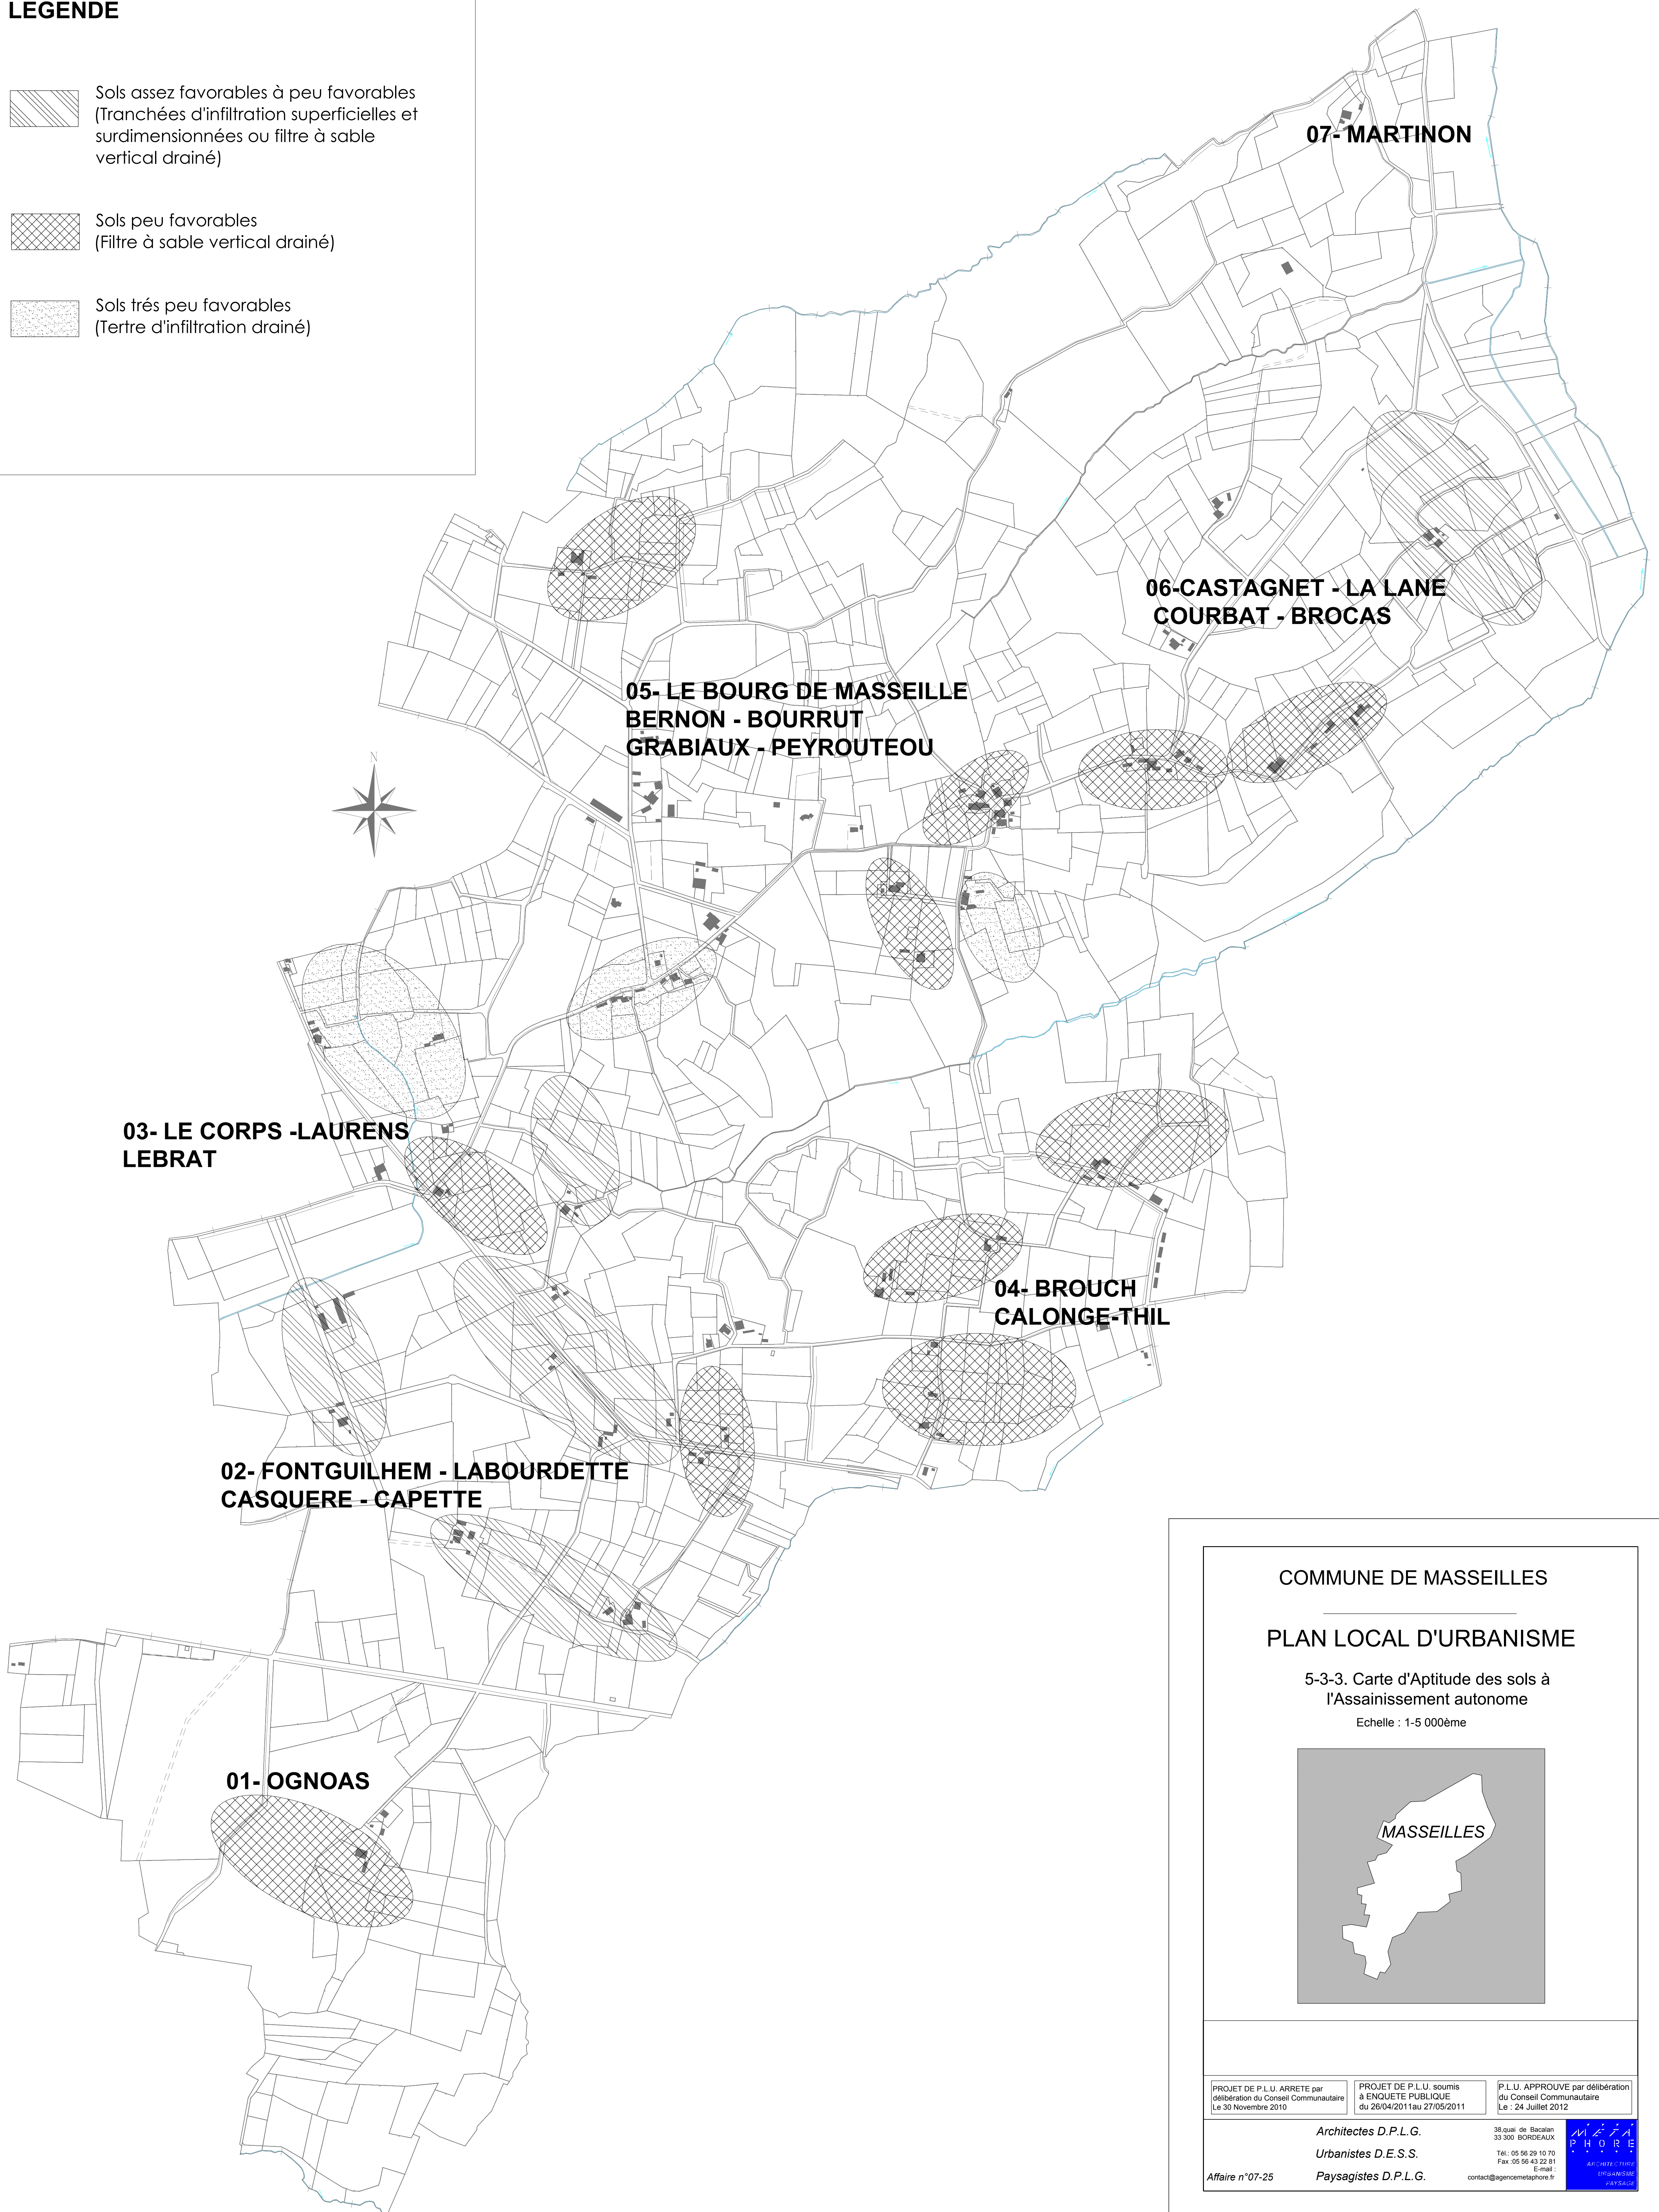 LEGENDE
Sols assez favorables à peu favorables
(Tranchées d'infiltration superficielles et
surdimensionnées ou filtre à sable
vertical drainé)
Sols peu favorables
(Filtre à sable vertical drainé)
Sols trés peu favorables
(Tertre d'infiltration drainé)
07- MARTINON
06-CASTAGNET - LA LANE
COURBAT - BROCAS
05- LE BOURG DE MASSEILLE
BERNON - BOURRUT
GRABIAUX - PEYROUTEOU
N
03- LE CORPS -LAURENS
LEBRAT
04- BROUCH
CALONGE-THIL
02- FONTGUILHEM - LABOURDETTE
CASQUERE - CAPETTE
01- OGNOAS
COMMUNE DE MASSEILLES
PLAN LOCAL D'URBANISME
5-3-3. Carte d'Aptitude des sols à
l'Assainissement autonome
Echelle : 1-5 000ème
MASSEILLES
PROJET DE P.L.U. ARRETE par
délibération du Conseil Communautaire
Le 30 Novembre 2010
PROJET DE P.L.U. soumis
à ENQUETE PUBLIQUE
du 26/04/2011au 27/05/2011
P.L.U. APPROUVE par délibération
du Conseil Communautaire
Le : 24 Juillet 2012
Architectes D.P.L.G.
Urbanistes D.E.S.S.
Paysagistes D.P.L.G.
Affaire n°07-25
38,quai de Bacalan
33 300 BORDEAUX
Tél.: 05 56 29 10 70
Fax :05 56 43 22 81
E-mail :
contact@agencemetaphore.fr
METAPHORE
ARCHITECTURE
URBANISME
PAYSAGE